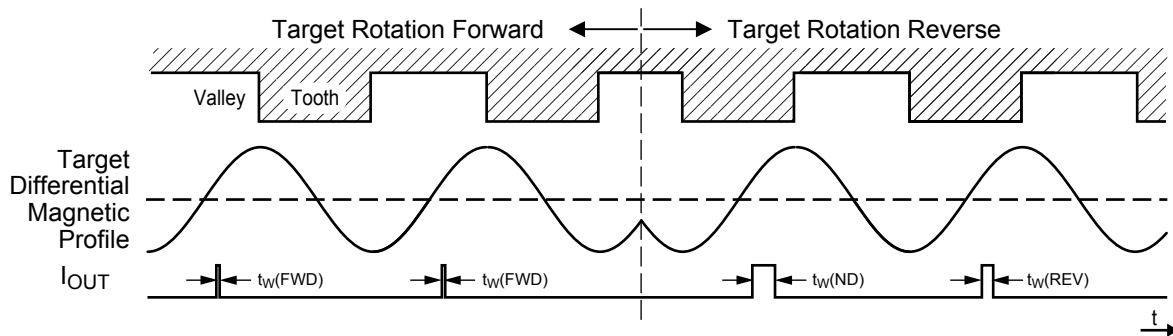 Target Rotation Forward
Target Rotation Reverse
Valley
Tooth
Target
Differential
Magnetic
Profile
IOUT
tW(FWD)
tW(FWD)
tW(ND)
tW(REV)
t